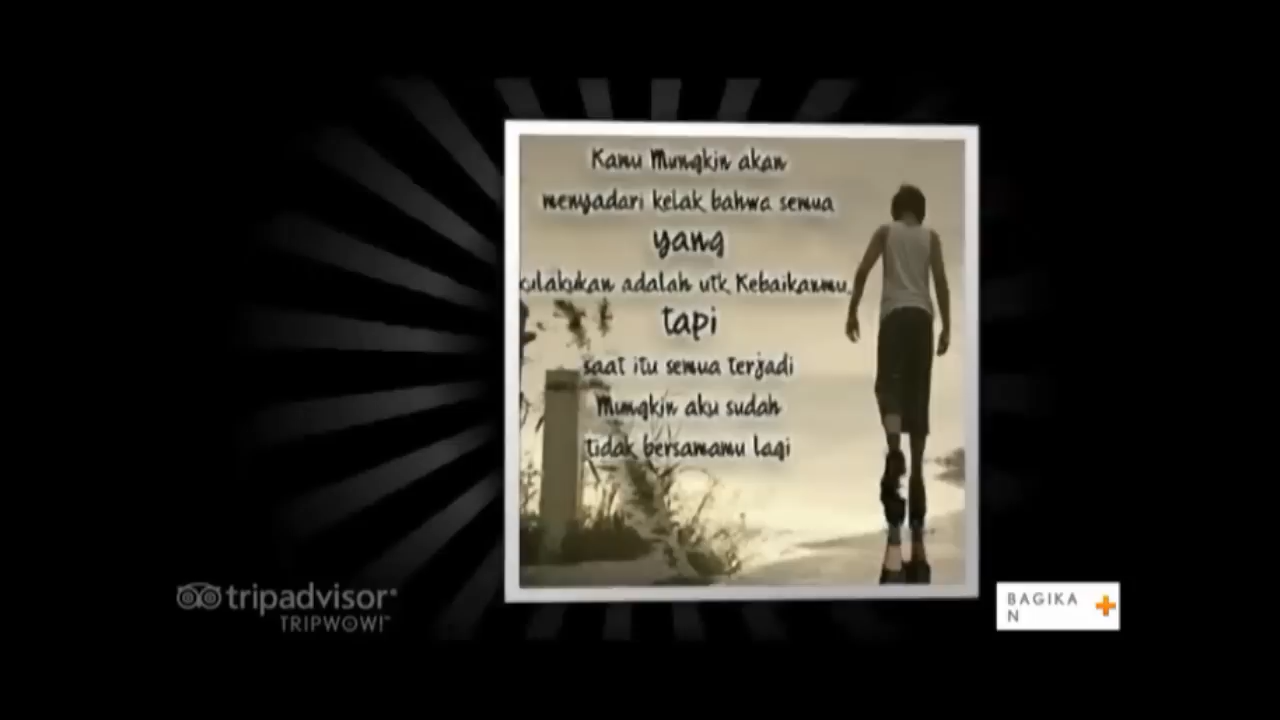 Kamu Mungkin akan
menyadari kelak bahwa semua
yang
kulakukan adalah utk Kebaikanmu,
tapi
saat itu semua terjadi
Mungkin aku sudah
tidak bersamamu lagi
tripadvisor®
TRIPWOW!™
BAGIKA
N